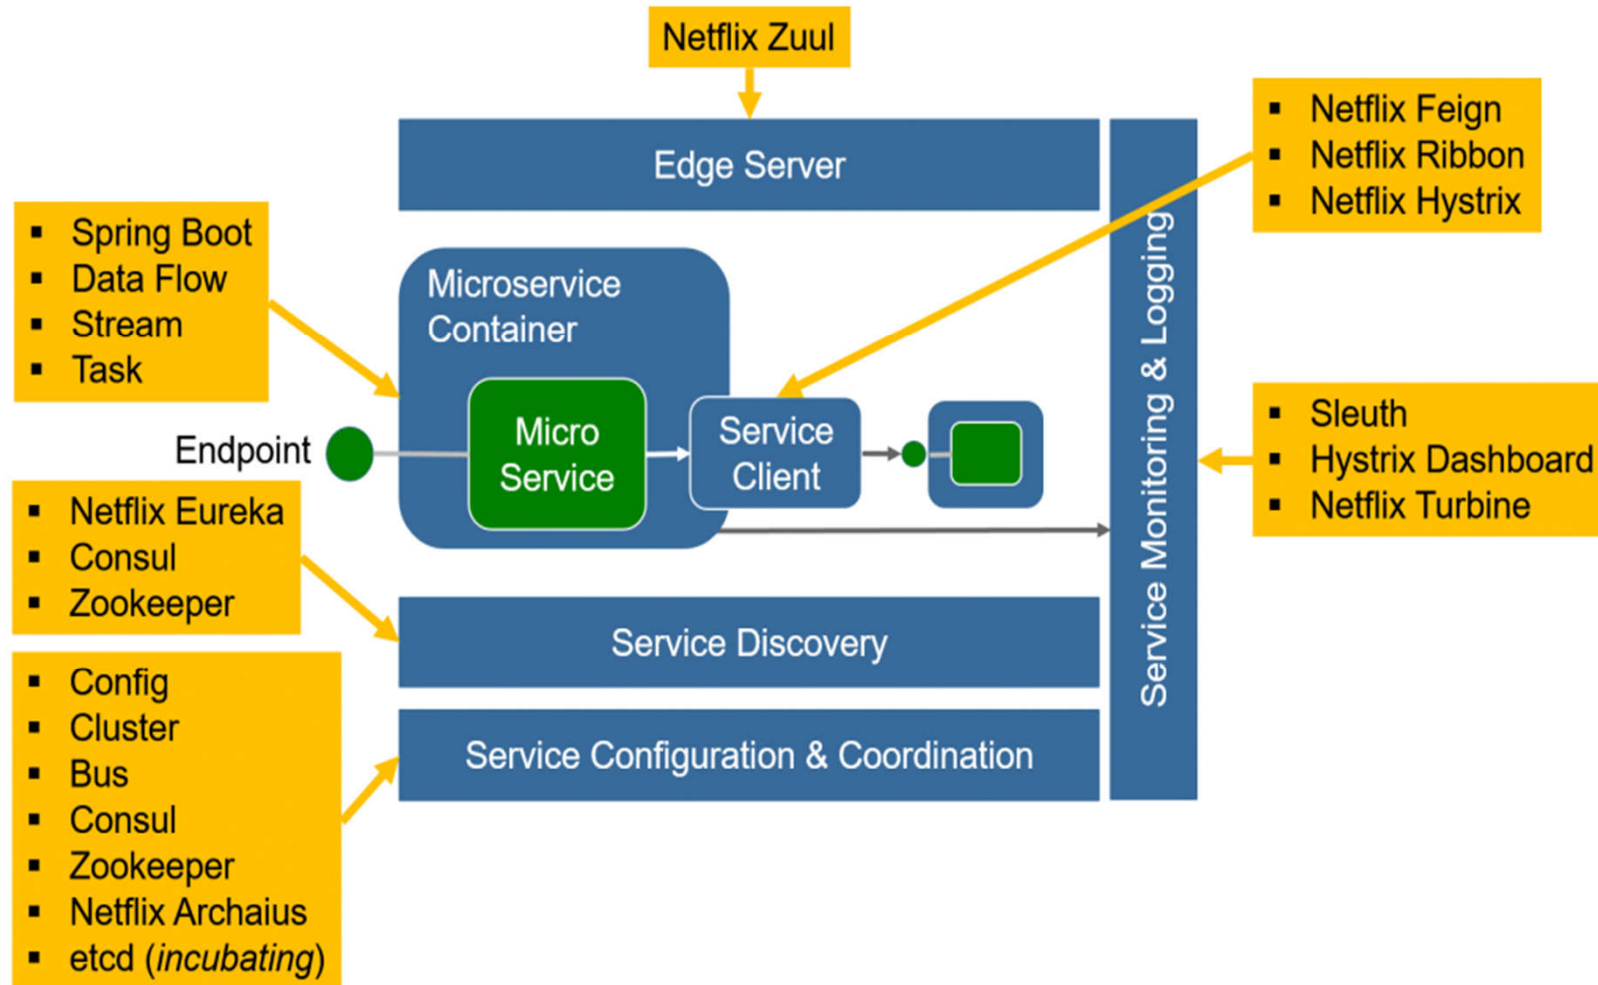 Netflix Zuul
Edge Server
▪ Netflix Feign
▪ Netflix Ribbon
▪ Netflix Hystrix
▪ Spring Boot
▪ Data Flow
▪ Stream
▪ Task
Microservice
Container
Micro
Service
Service
Client
Endpoint
Service Monitoring & Logging
▪ Sleuth
▪ Hystrix Dashboard
▪ Netflix Turbine
▪ Netflix Eureka
▪ Consul
▪ Zookeeper
Service Discovery
▪ Config
▪ Cluster
▪ Bus
▪ Consul
▪ Zookeeper
▪ Netflix Archaius
▪ etcd (incubating)
Service Configuration & Coordination